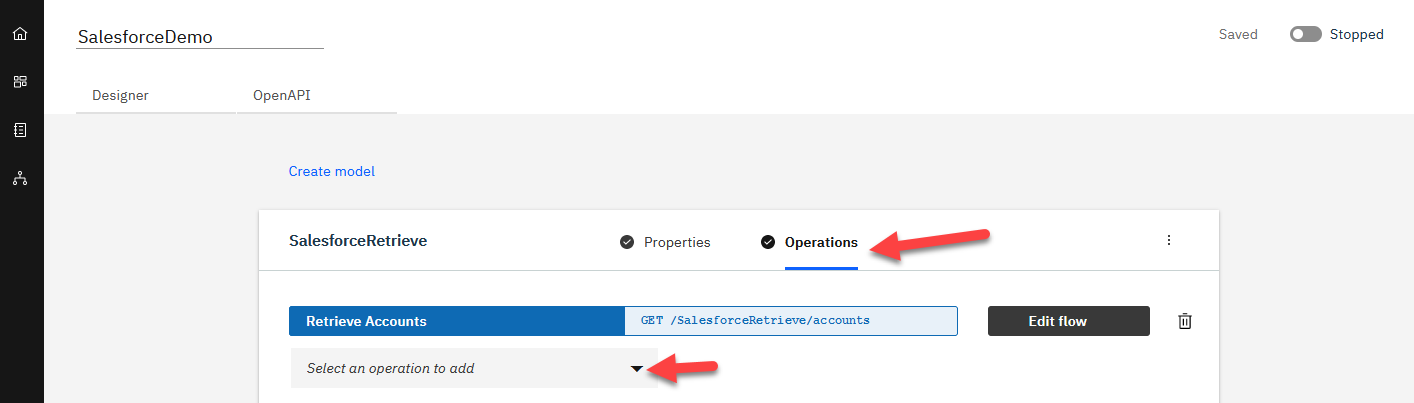 SalesforceDemo
Saved
Stopped
Designer
OpenAPI
Create model
SalesforceRetrieve
Properties
Operations
Retrieve Accounts
GET /SalesforceRetrieve/accounts
Edit flow
Select an operation to add